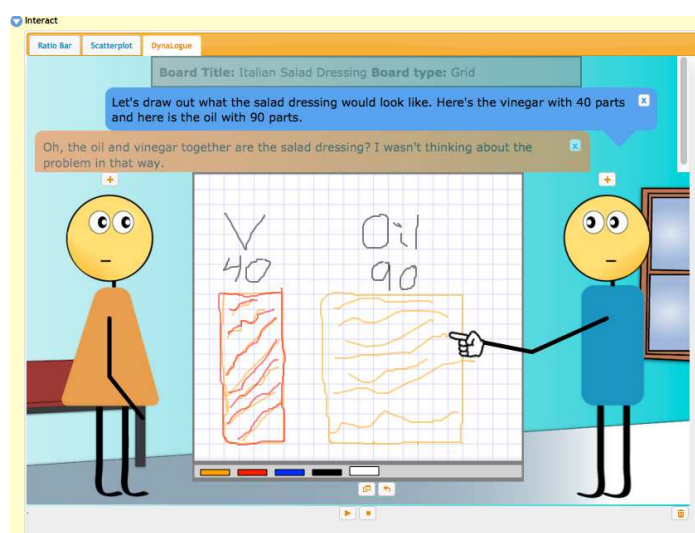 Interact
Ratio Bar Scatterplot DynaLogue
Board Title: Italian Salad Dressing Board type: Grid
Let's draw out what the salad dressing would look like. Here's the vinegar with 40 parts
and here is the oil with 90 parts.
x
Oh, the oil and vinegar together are the salad dressing? I wasn't thinking about the
problem in that way.
x
V Oil
40 90